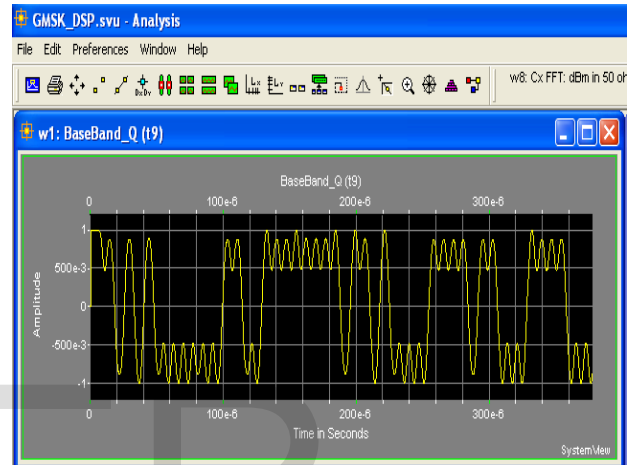 GMSK_DSP.svu - Analysis
File Edit Preferences Window Help
w8: Cx FFT: dBm in 50 oh
w1: BaseBand_Q (t9)
BaseBand_Q (t9)
0 100e-6 200e-6 300e-6
1
500e-3
0
-500e-3
-1
Amplitude
0 100e-6 200e-6 300e-6
Time in Seconds
SystemView